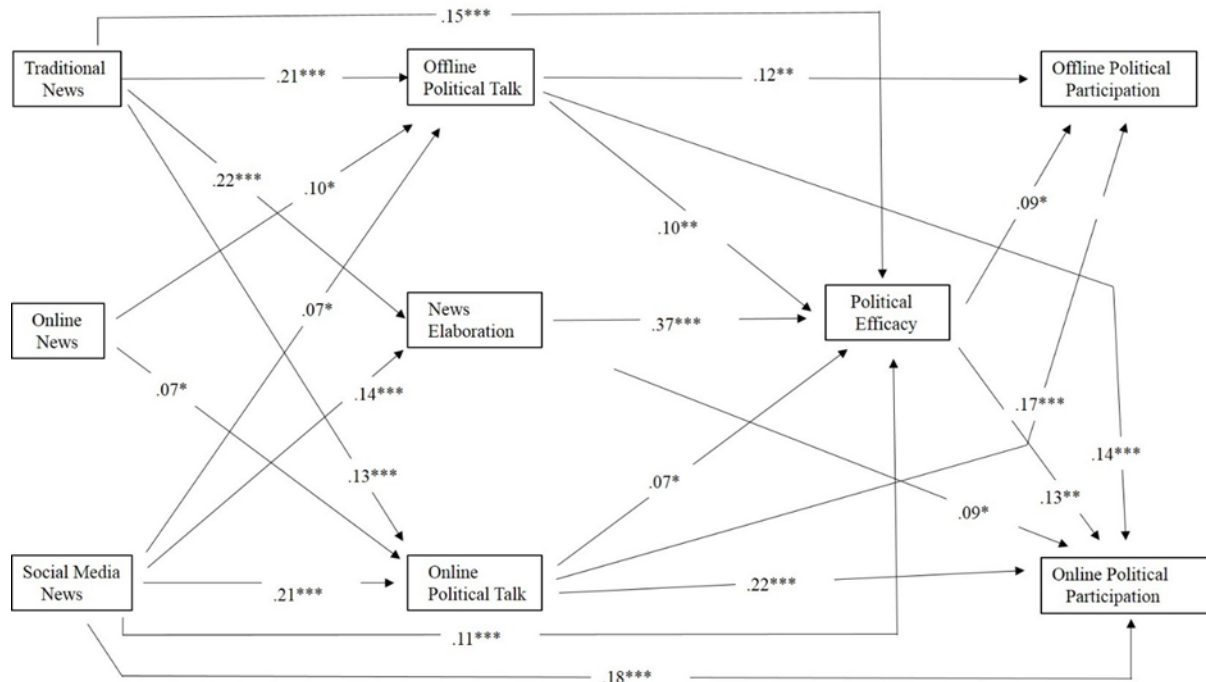 .15***
Traditional
News
.21***
Offline
Political Talk
.12**
Offline Political
Participation
.22***
.10*
.10**
.09*
Online
News
.07*
News
Elaboration
.37***
Political
Efficacy
.07*
.14***
.17***
.13***
.07*
.14***
.13**
.09*
Social Media
News
.21***
Online
Political Talk
.22***
Online Political
Participation
.11***
.18***